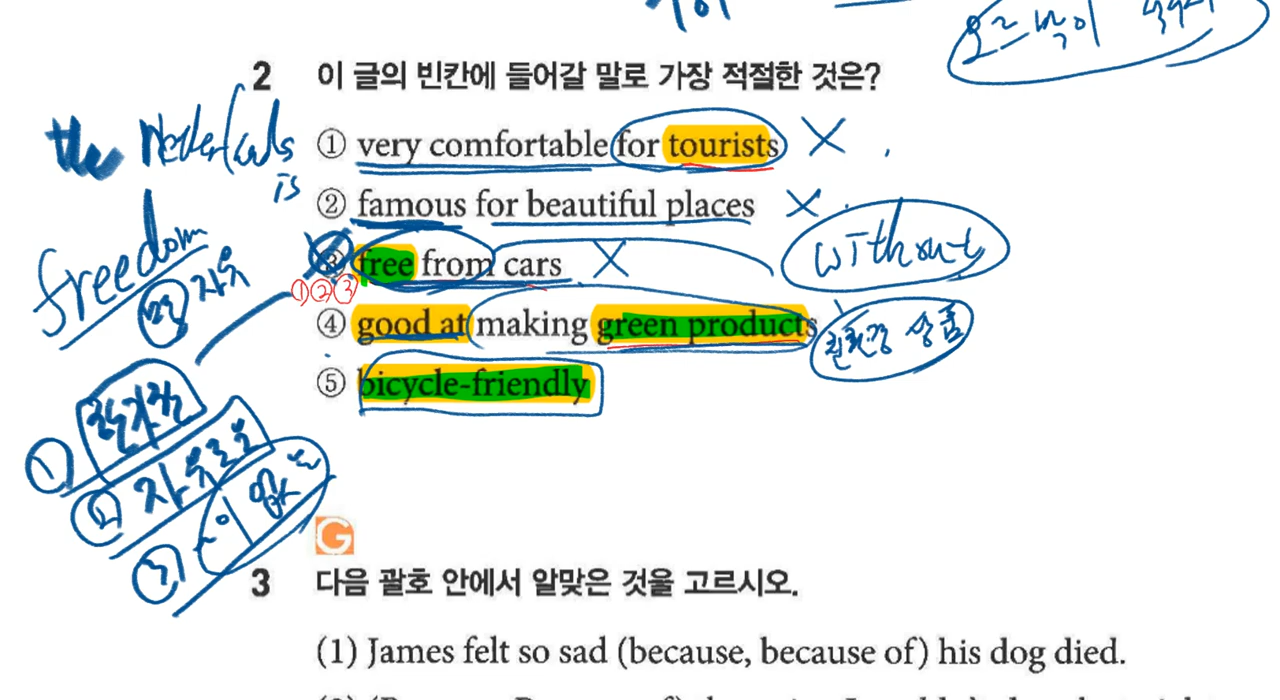 2 이 글의 빈칸에 들어갈 말로 가장 적절한 것은?
the
is
① very comfortable for tourists X
② famous for beautiful places X
freedom
자유
③ free from cars X without
①②③
④ good at making green products
친환경 상품
⑤ bicycle-friendly
①
② 자유로운
③ 이 없는
G
3 다음 괄호 안에서 알맞은 것을 고르시오.
(1) James felt so sad (because, because of) his dog died.